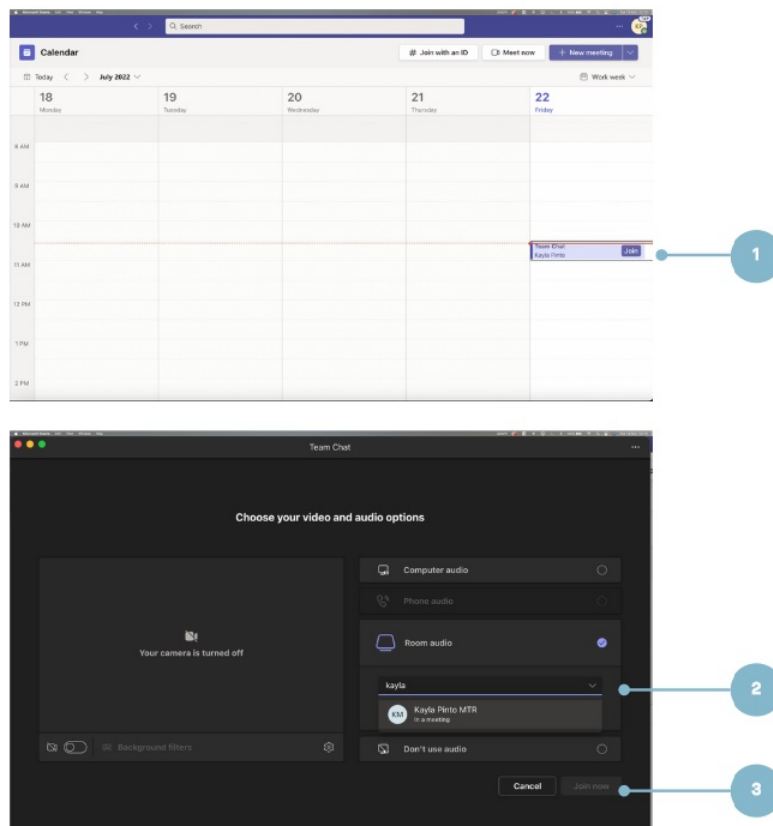 Search
Calendar
# Join with an ID
Meet now
+ New meeting
Today
July 2022
Work week
18
Monday
19
Tuesday
20
Wednesday
21
Thursday
22
Friday
8 AM
9 AM
10 AM
Team Chat
Kayla Pinto
Join
1
11 AM
12 PM
1 PM
2 PM
Team Chat
Choose your video and audio options
Computer audio
Phone audio
Your camera is turned off
Room audio
kayla
2
KM
Kayla Pinto MTR
In a meeting
Background filters
Don't use audio
Cancel
Join now
3